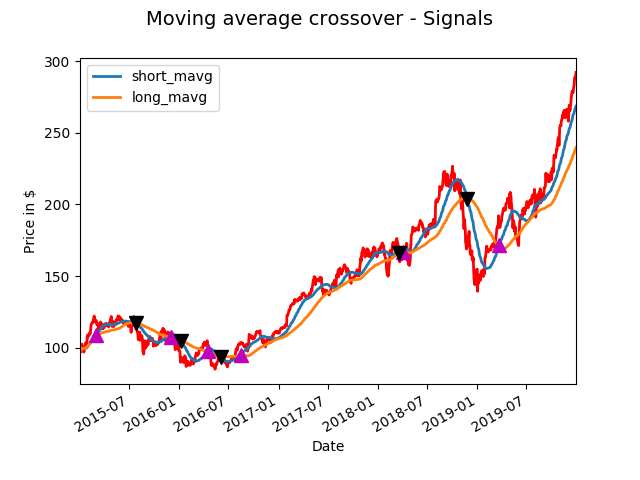 Moving average crossover - Signals
300
250
200
150
100
Price in $
short_mavg
long_mavg
2015-07
2016-01
2016-07
2017-01
2017-07
2018-01
2018-07
2019-01
2019-07
Date